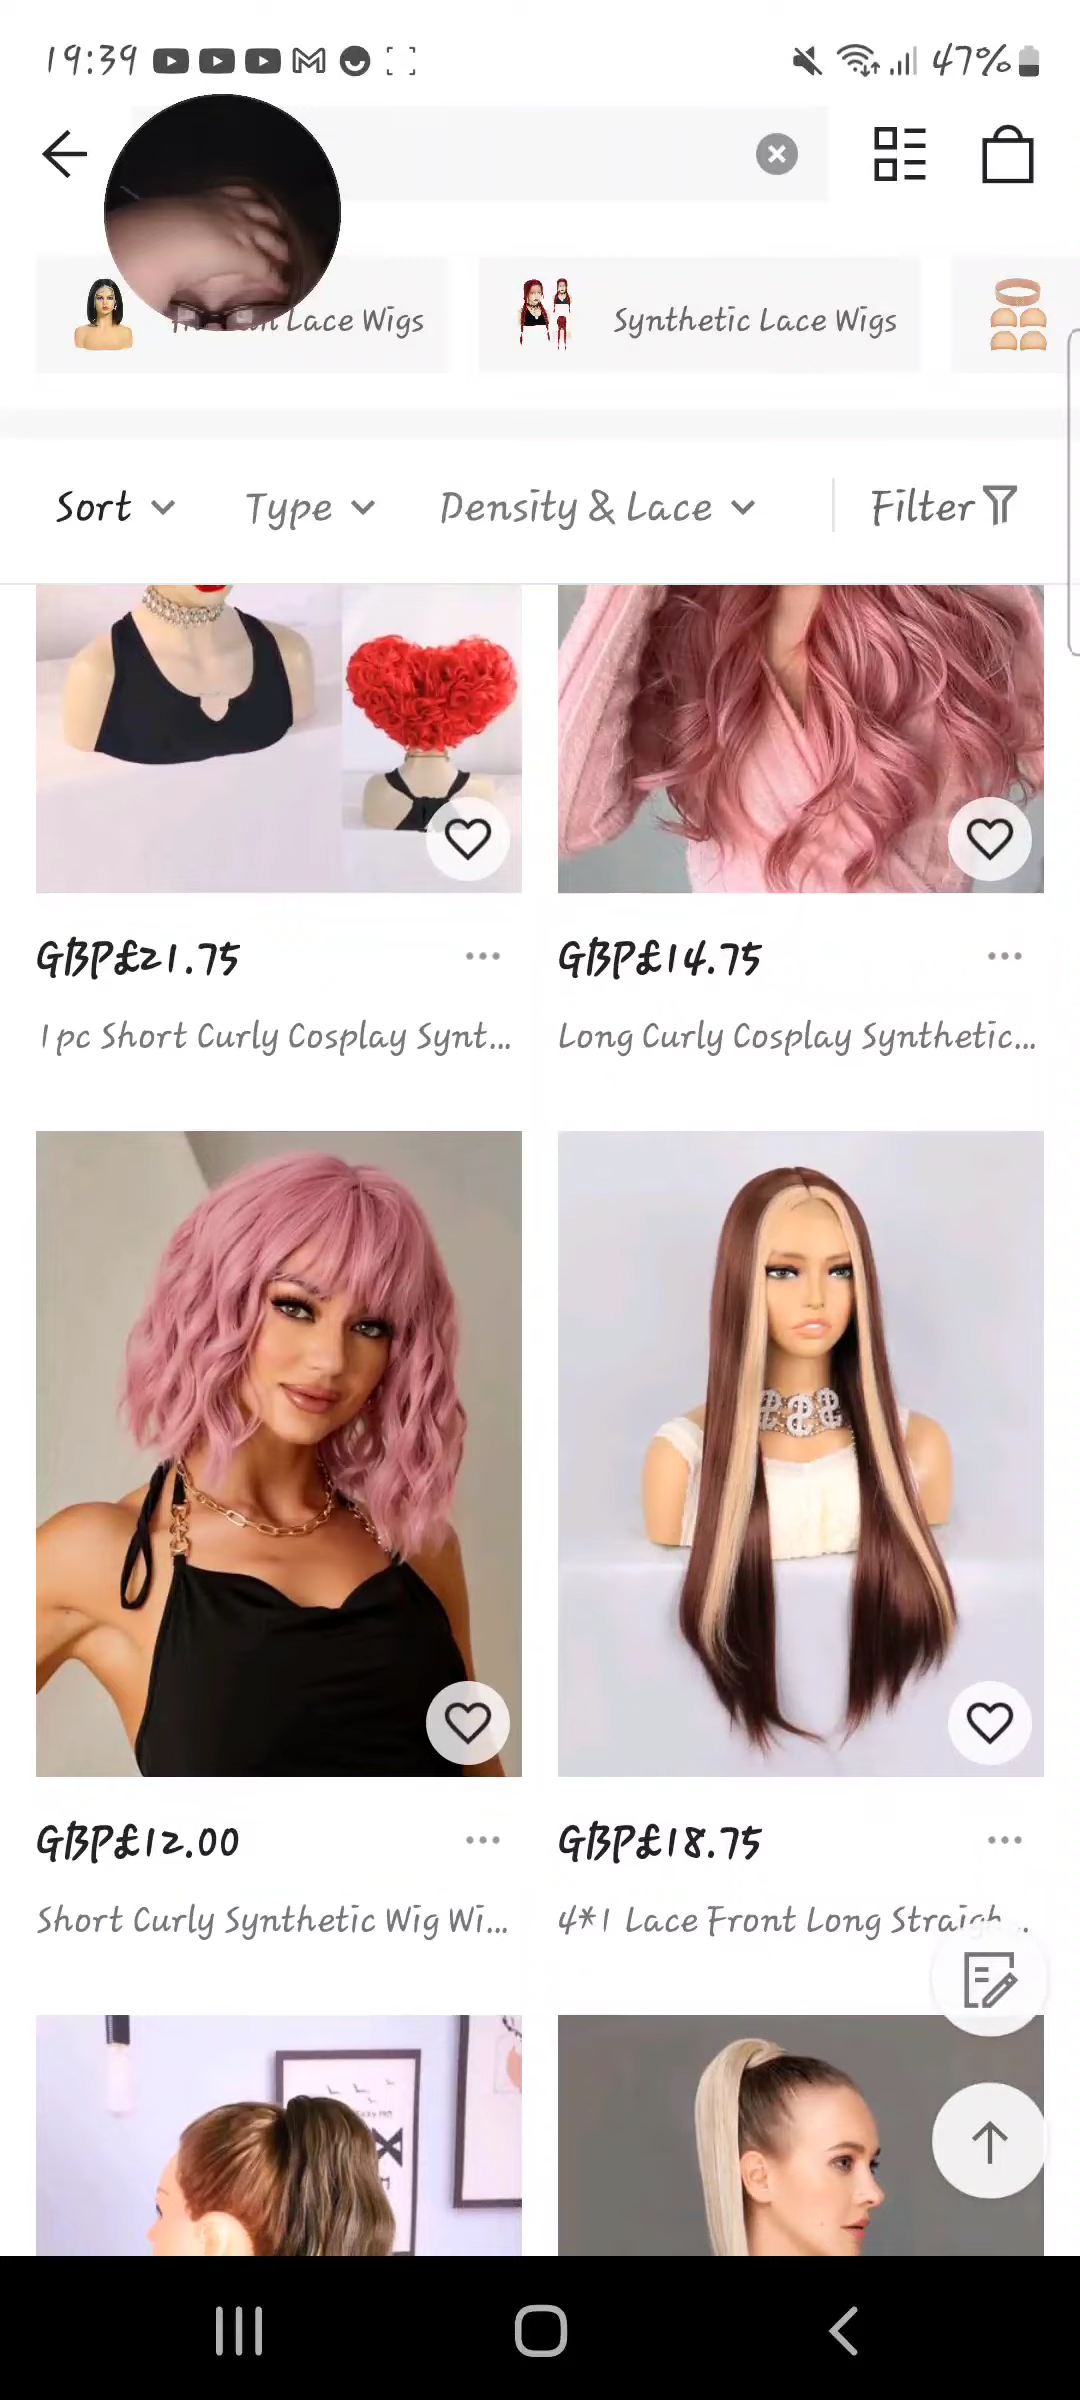 19:39
47%
Lace Wigs
Synthetic Lace Wigs
Sort
Type
Density & Lace
Filter
GBP£21.75
GBP£14.75
1pc Short Curly Cosplay Synt...
Long Curly Cosplay Synthetic...
GBP£12.00
GBP£18.75
Short Curly Synthetic Wig Wi...
4*1 Lace Front Long Straigh...